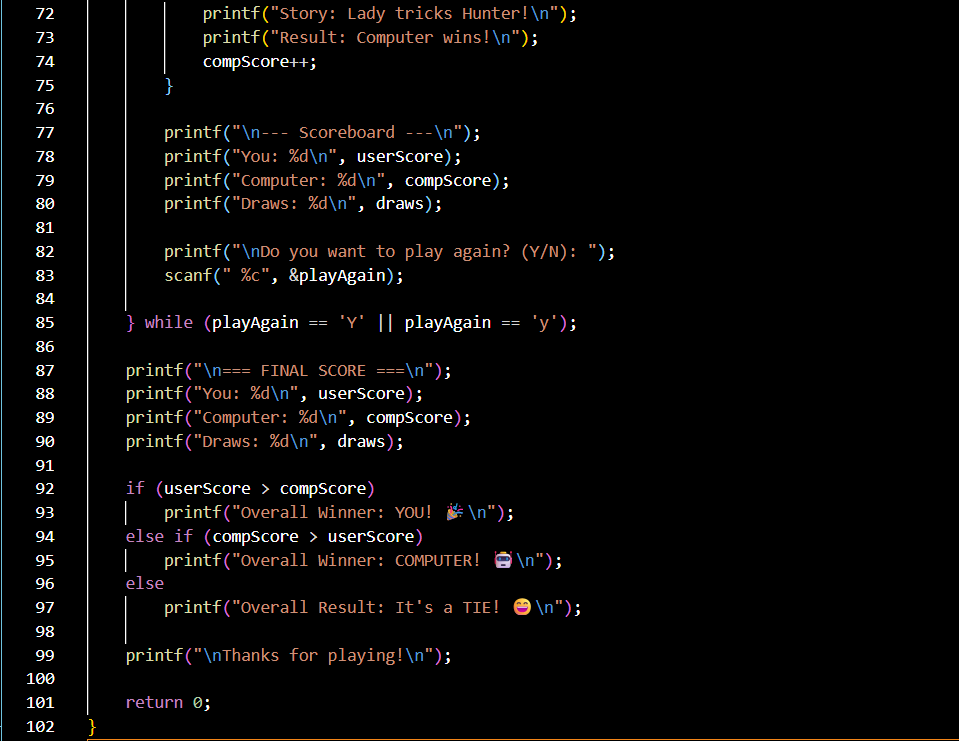 72 printf("Story: Lady tricks Hunter!\n");
73 printf("Result: Computer wins!\n");
74 compScore++;
75 }
76
77 printf("\n--- Scoreboard ---\n");
78 printf("You: %d\n", userScore);
79 printf("Computer: %d\n", compScore);
80 printf("Draws: %d\n", draws);
81
82 printf("\nDo you want to play again? (Y/N): ");
83 scanf(" %c", &playAgain);
84
85 } while (playAgain == 'Y' || playAgain == 'y');
86
87 printf("\n=== FINAL SCORE ===\n");
88 printf("You: %d\n", userScore);
89 printf("Computer: %d\n", compScore);
90 printf("Draws: %d\n", draws);
91
92 if (userScore > compScore)
93 printf("Overall Winner: YOU! 🎉\n");
94 else if (compScore > userScore)
95 printf("Overall Winner: COMPUTER! 🤖\n");
96 else
97 printf("Overall Result: It's a TIE! 😄\n");
98
99 printf("\nThanks for playing!\n");
100
101 return 0;
102 }